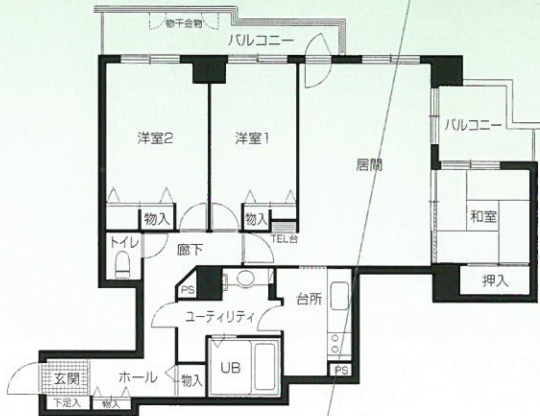 物干金物
バルコニー
洋室2
洋室1
居間
バルコニー
和室
押入
物入
物入
TEL台
トイレ
廊下
PS
台所
ユーティリティ
UB
PS
玄関
ホール
物入
下足入
物入